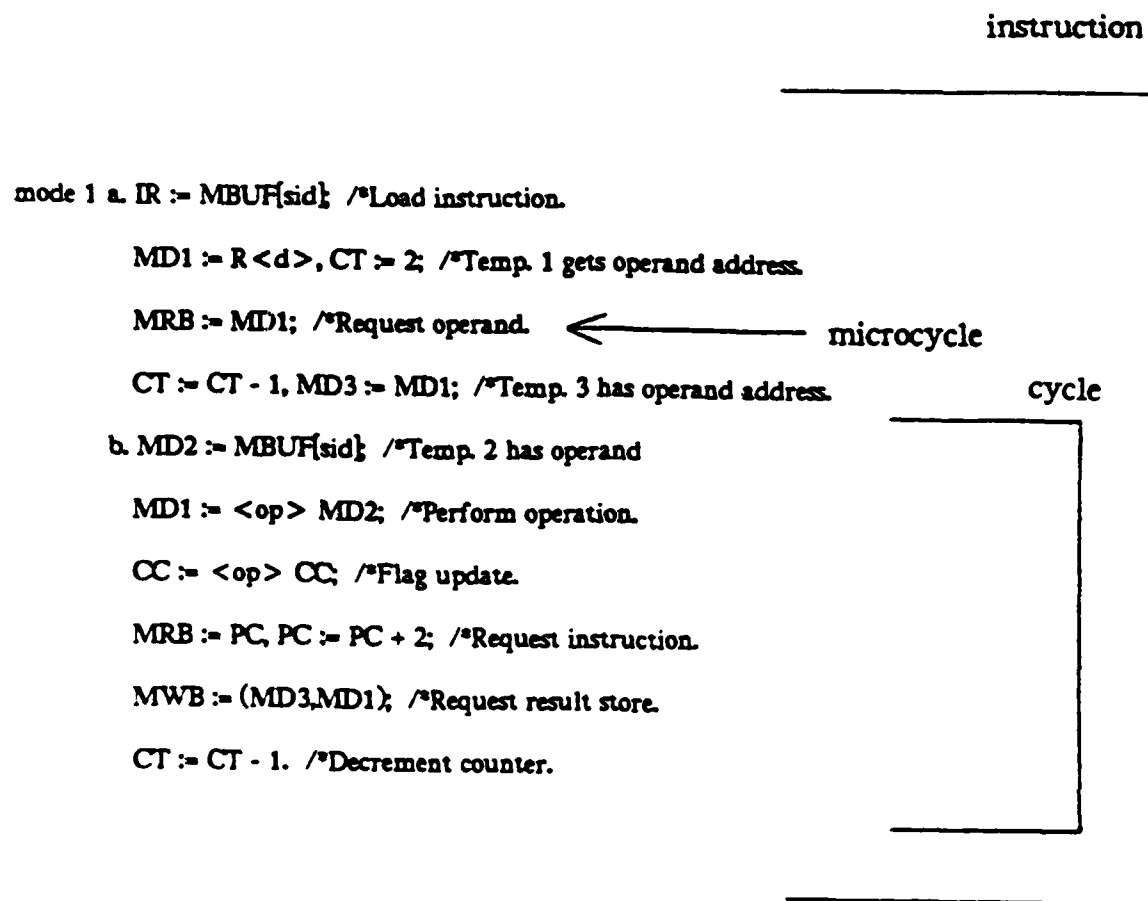 instruction
mode 1 a. IR := MBUF[sid]; /*Load instruction.
MD1 := R<d>, CT := 2; /*Temp. 1 gets operand address.
MRB := MD1; /*Request operand.
microcycle
CT := CT - 1, MD3 := MD1; /*Temp. 3 has operand address.
cycle
b. MD2 := MBUF[sid]; /*Temp. 2 has operand
MD1 := <op> MD2; /*Perform operation.
CC := <op> CC; /*Flag update.
MRB := PC, PC := PC + 2; /*Request instruction.
MWB := (MD3,MD1); /*Request result store.
CT := CT - 1. /*Decrement counter.